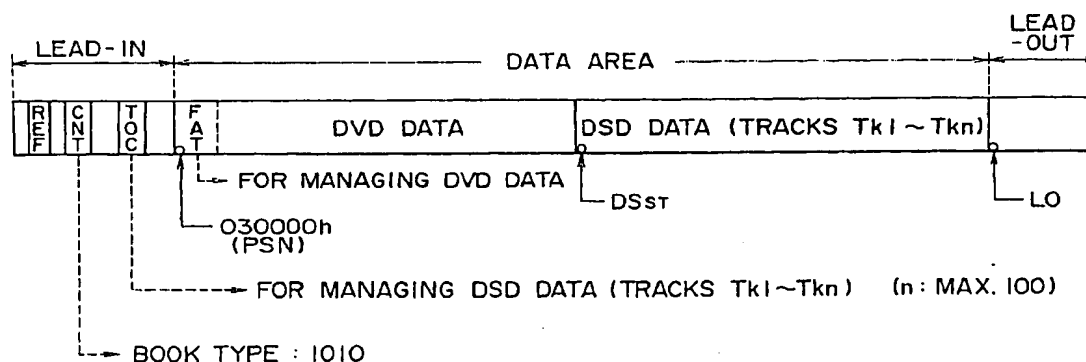 LEAD-IN
DATA AREA
LEAD
-OUT
REF
CNT
TOC
FAT
DVD DATA
DSD DATA (TRACKS Tk1~Tkn)
FOR MANAGING DVD DATA
DSST
LO
030000h
(PSN)
FOR MANAGING DSD DATA (TRACKS Tk1~Tkn) (n: MAX. 100)
BOOK TYPE : 1010